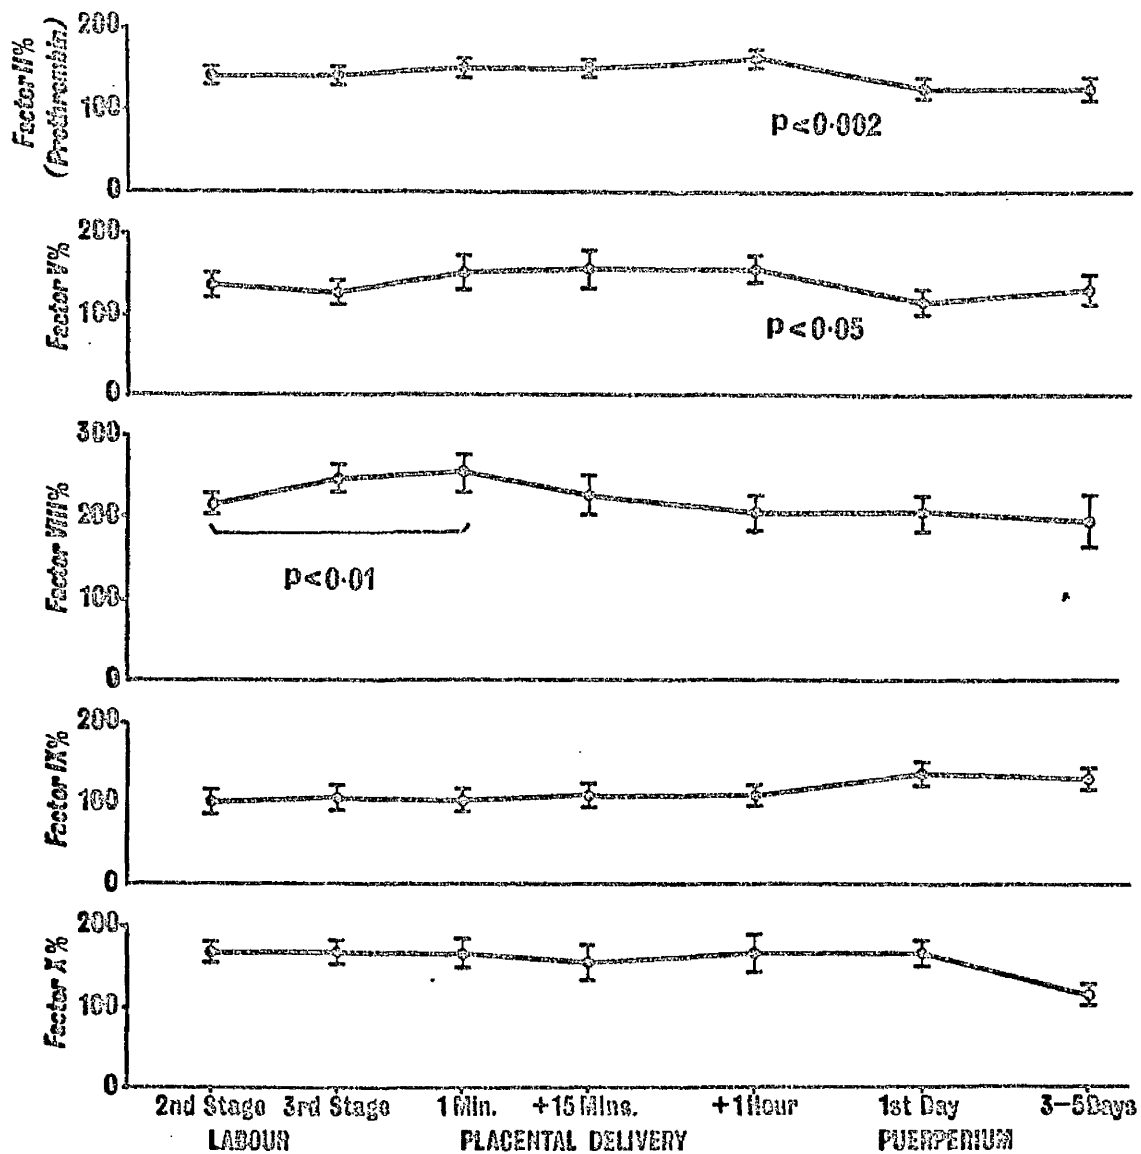 Factor II%
(Prothrombin)
200
100
0
p<0·002
Factor V%
200
100
0
p<0·05
Factor VIII%
300
200
100
0
p<0·01
Factor IX%
200
100
0
Factor X%
200
100
0
2nd Stage 3rd Stage 1 Min. +15 Mins. +1 Hour 1st Day 3–5 Days
LABOUR PLACENTAL DELIVERY PUERPERIUM